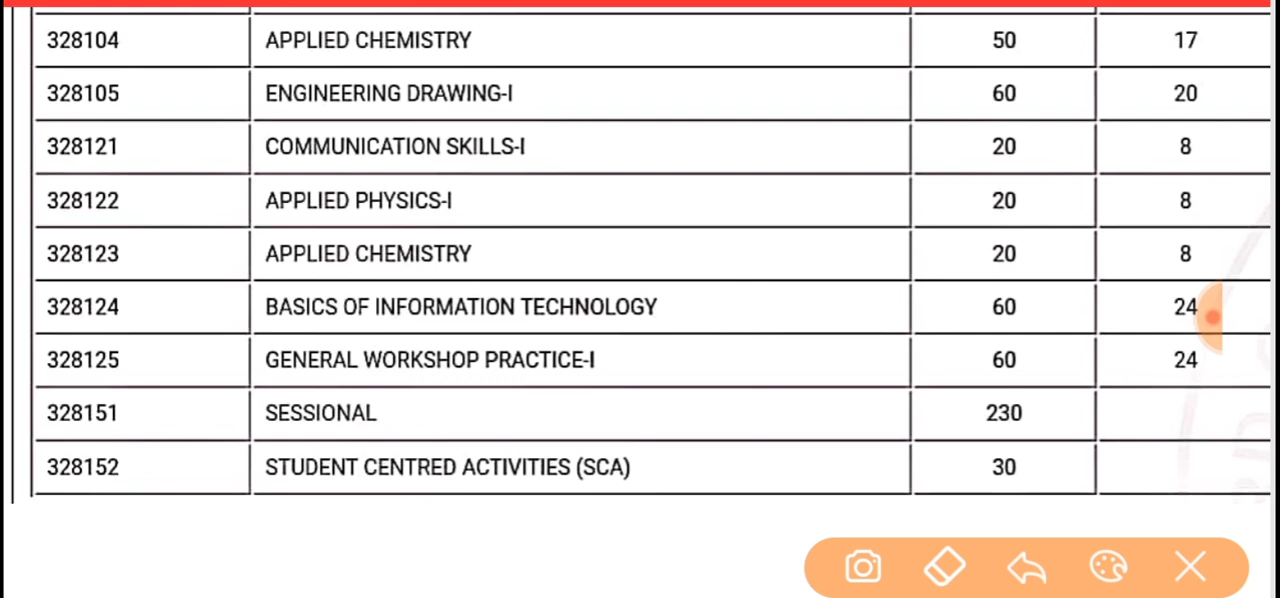 328104 APPLIED CHEMISTRY 50 17
328105 ENGINEERING DRAWING-I 60 20
328121 COMMUNICATION SKILLS-I 20 8
328122 APPLIED PHYSICS-I 20 8
328123 APPLIED CHEMISTRY 20 8
328124 BASICS OF INFORMATION TECHNOLOGY 60 24
328125 GENERAL WORKSHOP PRACTICE-I 60 24
328151 SESSIONAL 230
328152 STUDENT CENTRED ACTIVITIES (SCA) 30